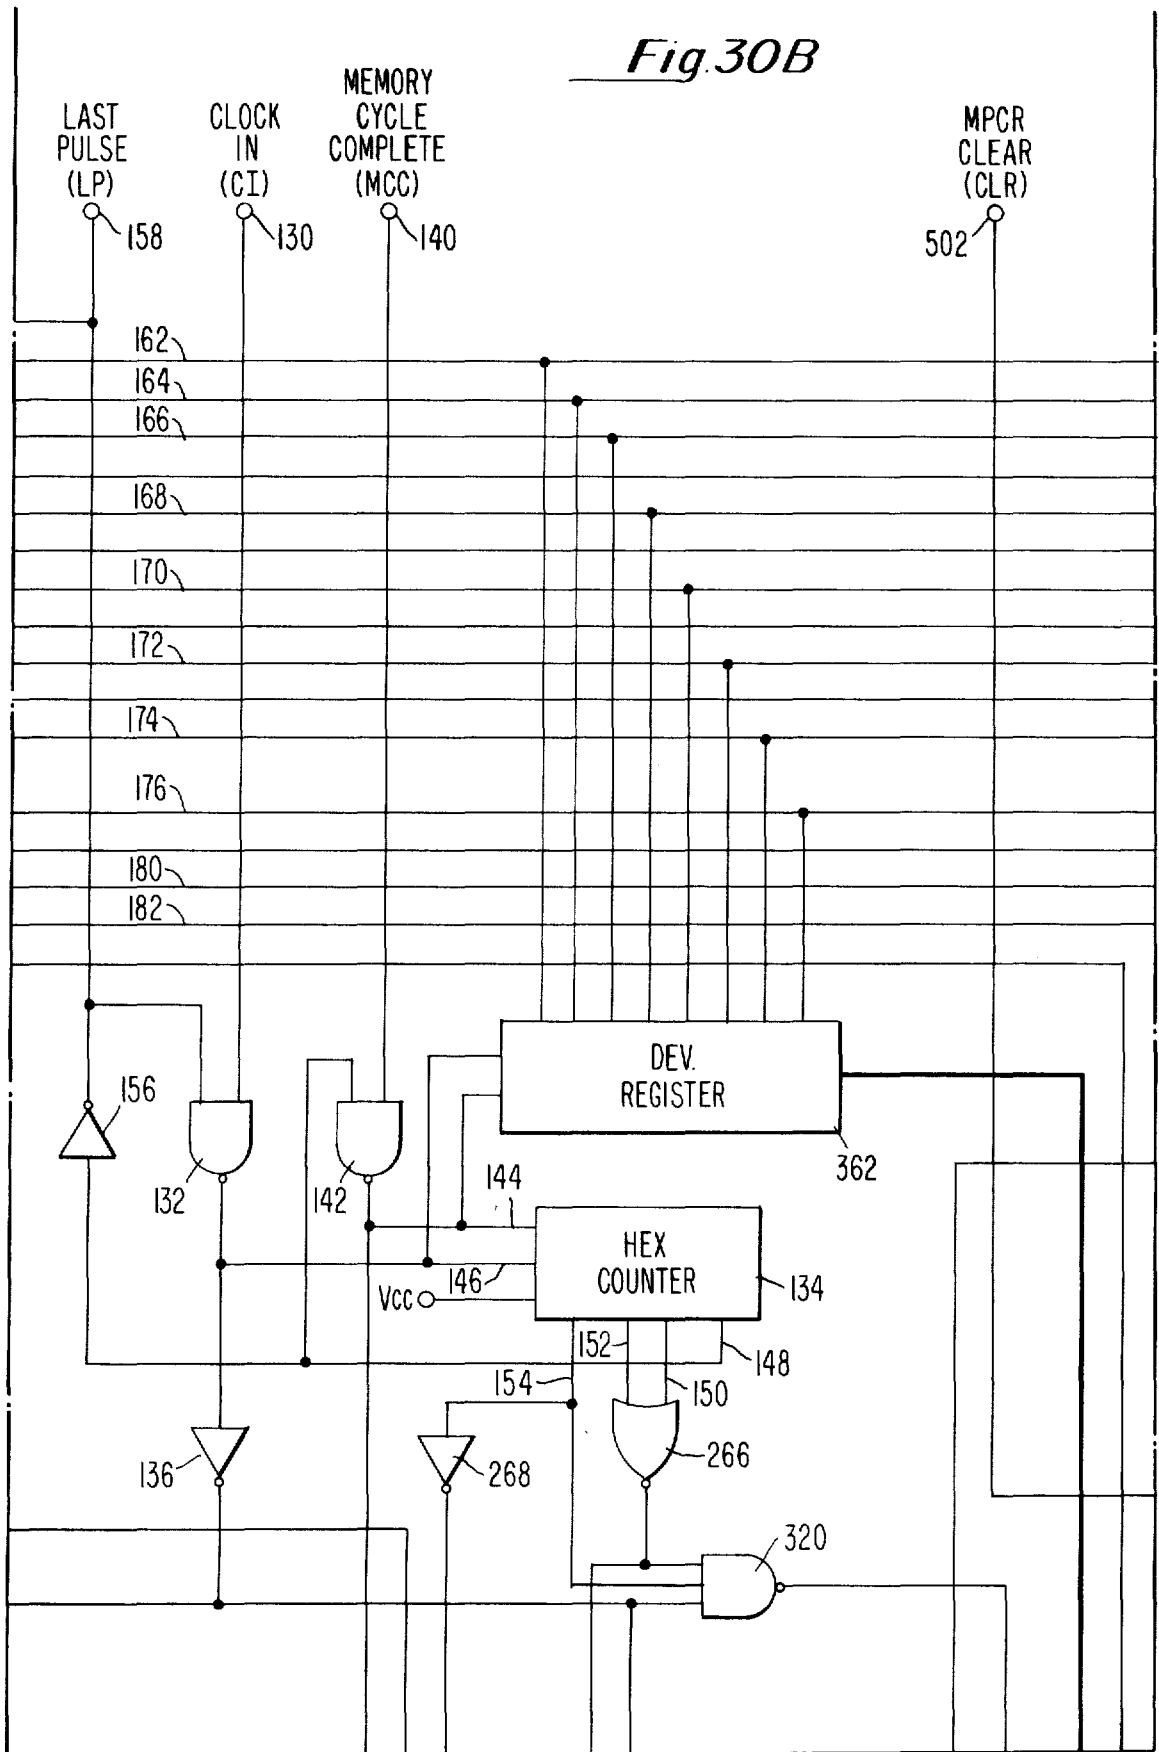 Fig. 30B
LAST
PULSE
(LP)
158
CLOCK
IN
(CI)
130
MEMORY
CYCLE
COMPLETE
(MCC)
140
MPCR
CLEAR
(CLR)
502
162
164
166
168
170
172
174
176
180
182
156
132
142
DEV.
REGISTER
362
144
146
Vcc
HEX
COUNTER
134
152
148
154
150
136
268
266
320